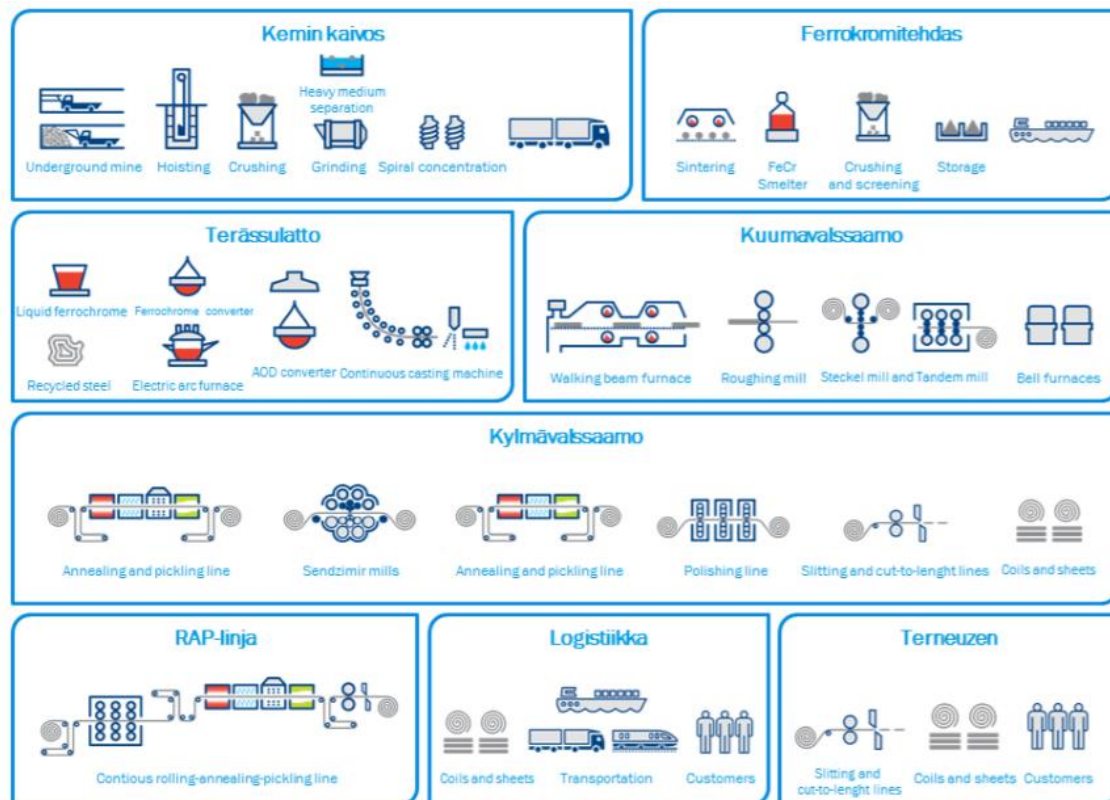 Kemin kaivos
Heavy medium
separation
Underground mine
Hoisting
Crushing
Grinding
Spiral concentration
Ferrokromitehdas
Sintering
FeCr
Smelter
Crushing
and screening
Storage
Terässulatto
Liquid ferrochrome
Ferrochrome converter
Recycled steel
Electric arc furnace
AOD converter
Continuous casting machine
Kuumavalssaamo
Walking beam furnace
Roughing mill
Steckel mill and Tandem mill
Bell furnaces
Kylmävalssaamo
Annealing and pickling line
Sendzimir mills
Annealing and pickling line
Polishing line
Slitting and cut-to-lenght lines
Coils and sheets
RAP-linja
Contious rolling-annealing-pickling line
Logistiikka
Coils and sheets
Transportation
Customers
Terneuzen
Slitting and
cut-to-lenght lines
Coils and sheets
Customers